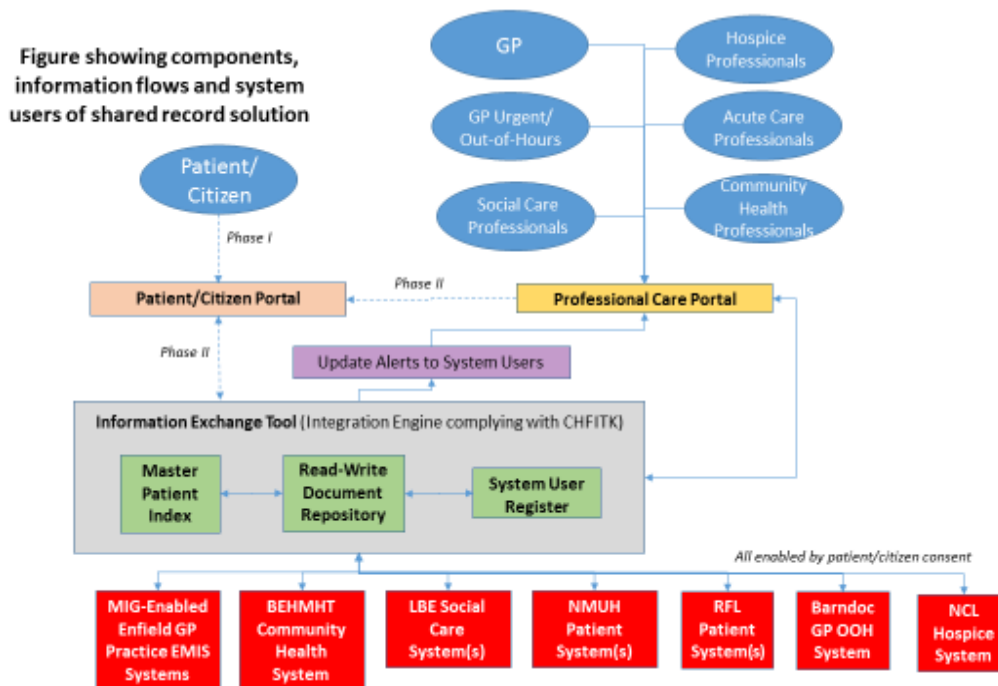 Figure showing components,
information flows and system
users of shared record solution
GP
Hospice
Professionals
GP Urgent/
Out-of-Hours
Acute Care
Professionals
Patient/
Citizen
Social Care
Professionals
Community
Health
Professionals
Phase I
Phase II
Patient/Citizen Portal
Professional Care Portal
Phase II
Update Alerts to System Users
Information Exchange Tool (Integration Engine complying with CHFITK)
Master
Patient
Index
Read-Write
Document
Repository
System User
Register
All enabled by patient/citizen consent
MIG-Enabled
Enfield GP
Practice EMIS
Systems
BEHMHT
Community
Health
System
LBE Social
Care
System(s)
NMUH
Patient
System(s)
RFL
Patient
System(s)
Barndoc
GP OOH
System
NCL
Hospice
System